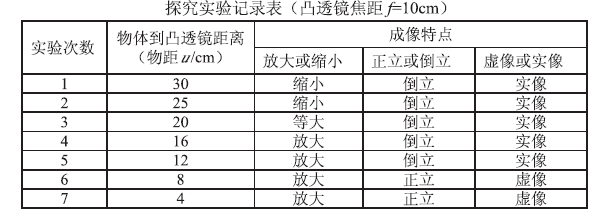 探究实验记录表（凸透镜焦距f=10cm）
实验次数 物体到凸透镜距离（物距u/cm） 成像特点
放大或缩小 正立或倒立 虚像或实像
1 30 缩小 倒立 实像
2 25 缩小 倒立 实像
3 20 等大 倒立 实像
4 16 放大 倒立 实像
5 12 放大 倒立 实像
6 8 放大 正立 虚像
7 4 放大 正立 虚像